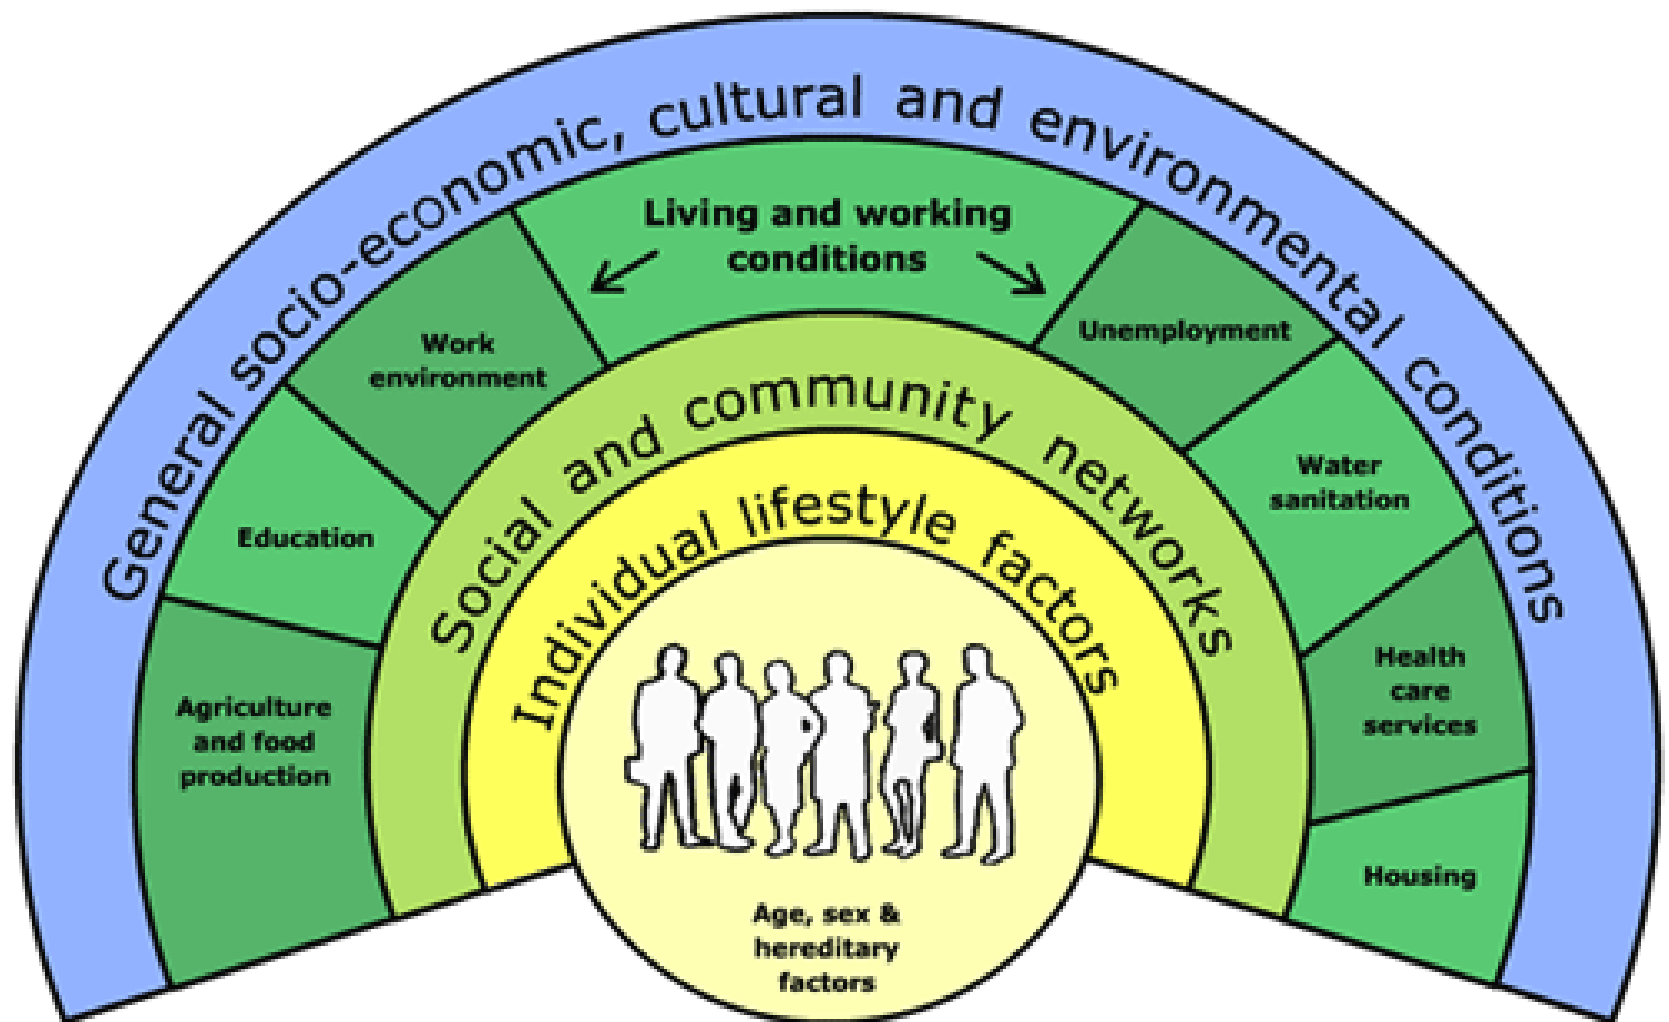 General socio-economic, cultural and environmental conditions
Living and working
conditions
Work
environment
Unemployment
Education
Water
sanitation
Agriculture
and food
production
Health
care
services
Housing
Social and community networks
Individual lifestyle factors
Age, sex &
hereditary
factors